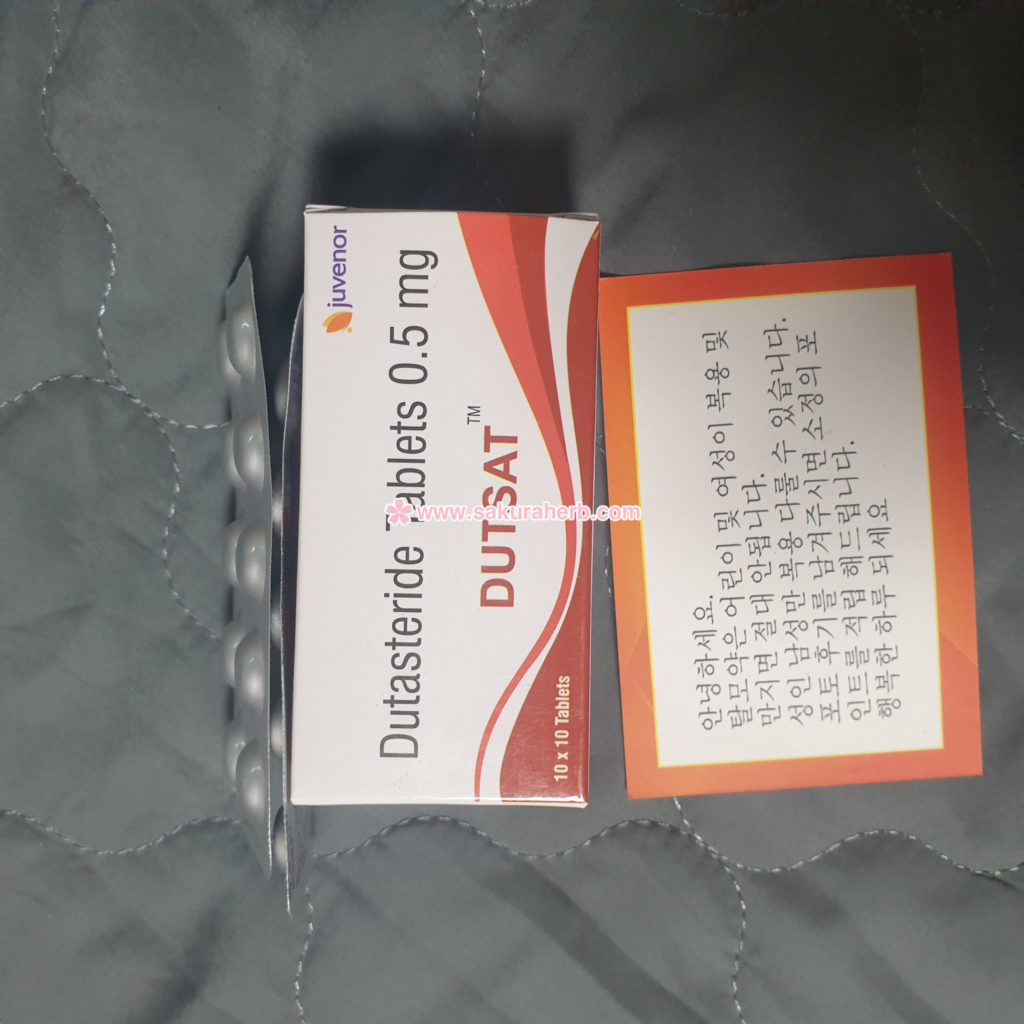 juvenor
Dutasteride Tablets 0.5 mg
DUTSAT™
10 x 10 Tablets
www.sakuraherb.com
안녕하세요.
탈모약은 어린이 및 여성이 복용 및
만지면 절대 안됩니다.
성인 남성만 복용 다룰 수 있습니다.
포토 후기를 남겨주시면 소정의 포
인트를 적립 해드립니다.
행복한 하루 되세요